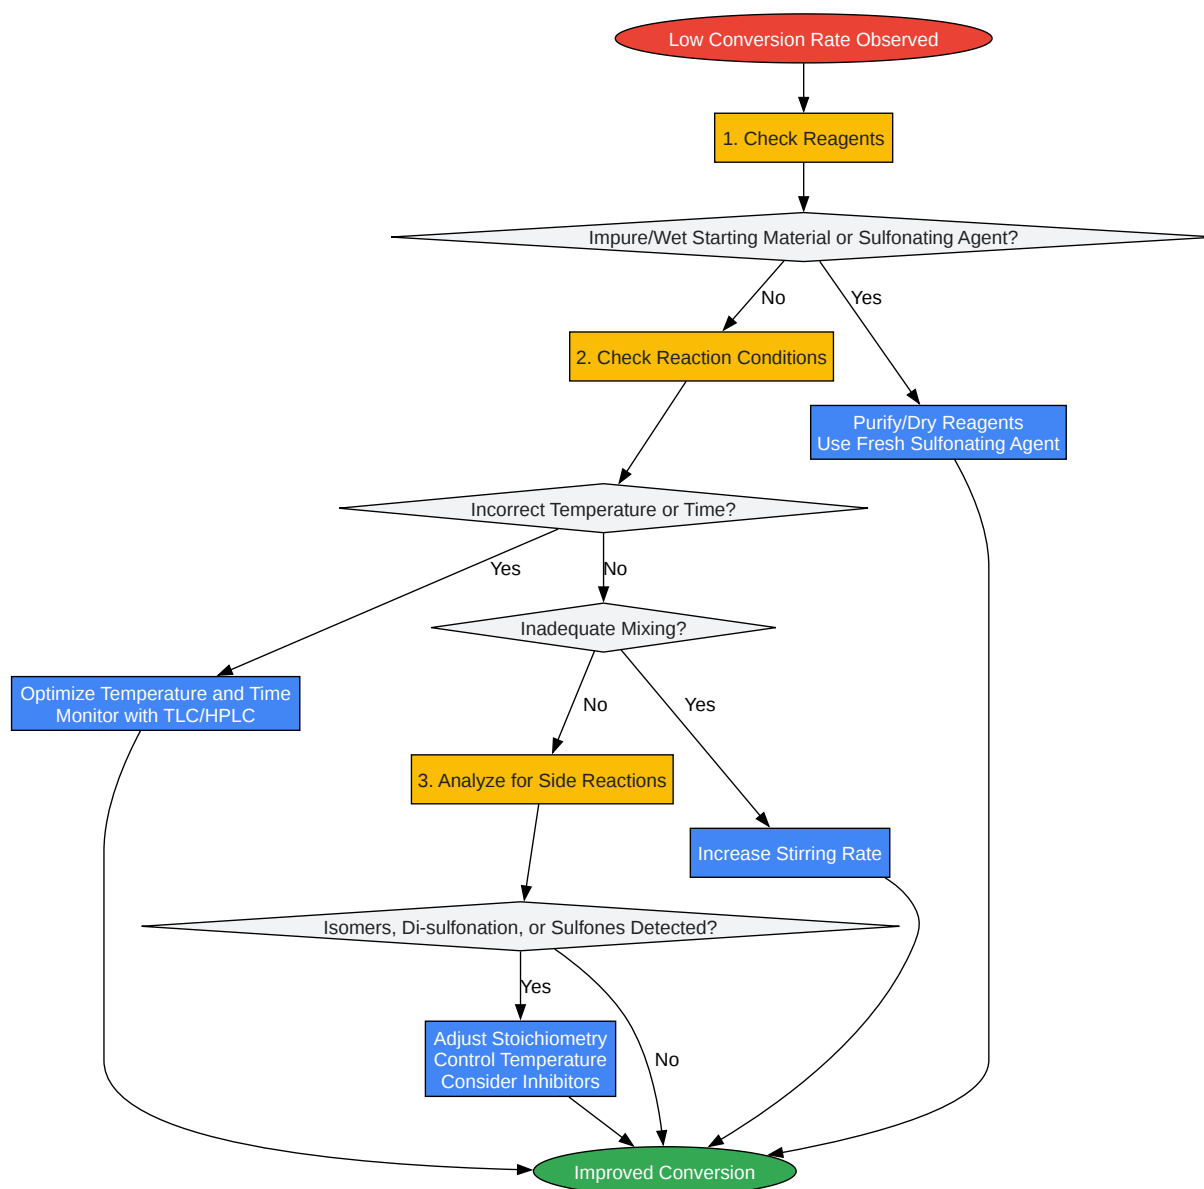 Low Conversion Rate Observed
1. Check Reagents
Impure/Wet Starting Material or Sulfonating Agent?
No
Yes
2. Check Reaction Conditions
Purify/Dry Reagents
Use Fresh Sulfonating Agent
Incorrect Temperature or Time?
Yes
No
Inadequate Mixing?
Optimize Temperature and Time
Monitor with TLC/HPLC
No
Yes
3. Analyze for Side Reactions
Increase Stirring Rate
Isomers, Di-sulfonation, or Sulfones Detected?
Yes
Adjust Stoichiometry
Control Temperature
Consider Inhibitors
No
Improved Conversion